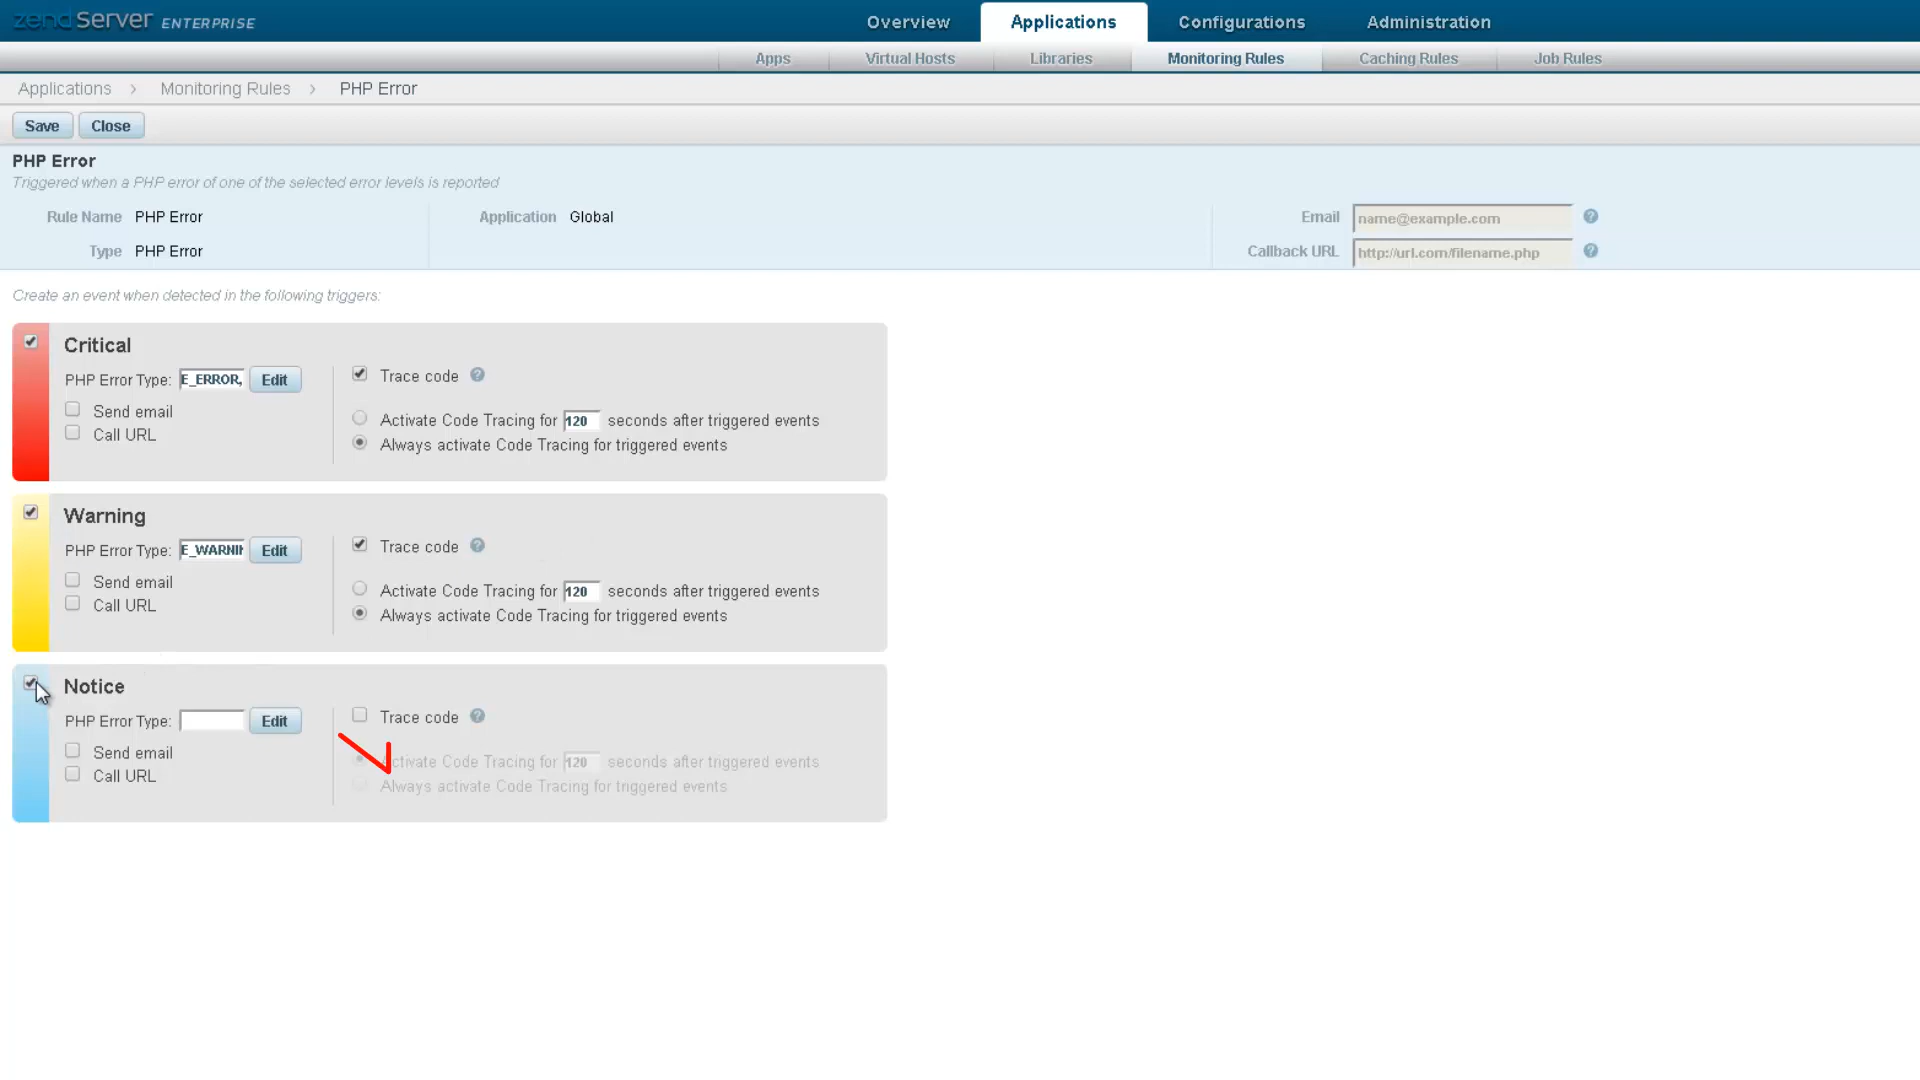 zend Server ENTERPRISE
Overview
Applications
Configurations
Administration
Apps
Virtual Hosts
Libraries
Monitoring Rules
Caching Rules
Job Rules
Applications > Monitoring Rules > PHP Error
Save
Close
PHP Error
Triggered when a PHP error of one of the selected error levels is reported
Rule Name PHP Error
Application Global
Email name@example.com ?
Type PHP Error
Callback URL http://url.com/filename.php ?
Create an event when detected in the following triggers:
Critical
PHP Error Type: E_ERROR, Edit
Send email
Call URL
Trace code ?
Activate Code Tracing for 120 seconds after triggered events
Always activate Code Tracing for triggered events
Warning
PHP Error Type: E_WARNIN Edit
Send email
Call URL
Trace code ?
Activate Code Tracing for 120 seconds after triggered events
Always activate Code Tracing for triggered events
Notice
PHP Error Type: Edit
Send email
Call URL
Trace code ?
Activate Code Tracing for 120 seconds after triggered events
Always activate Code Tracing for triggered events